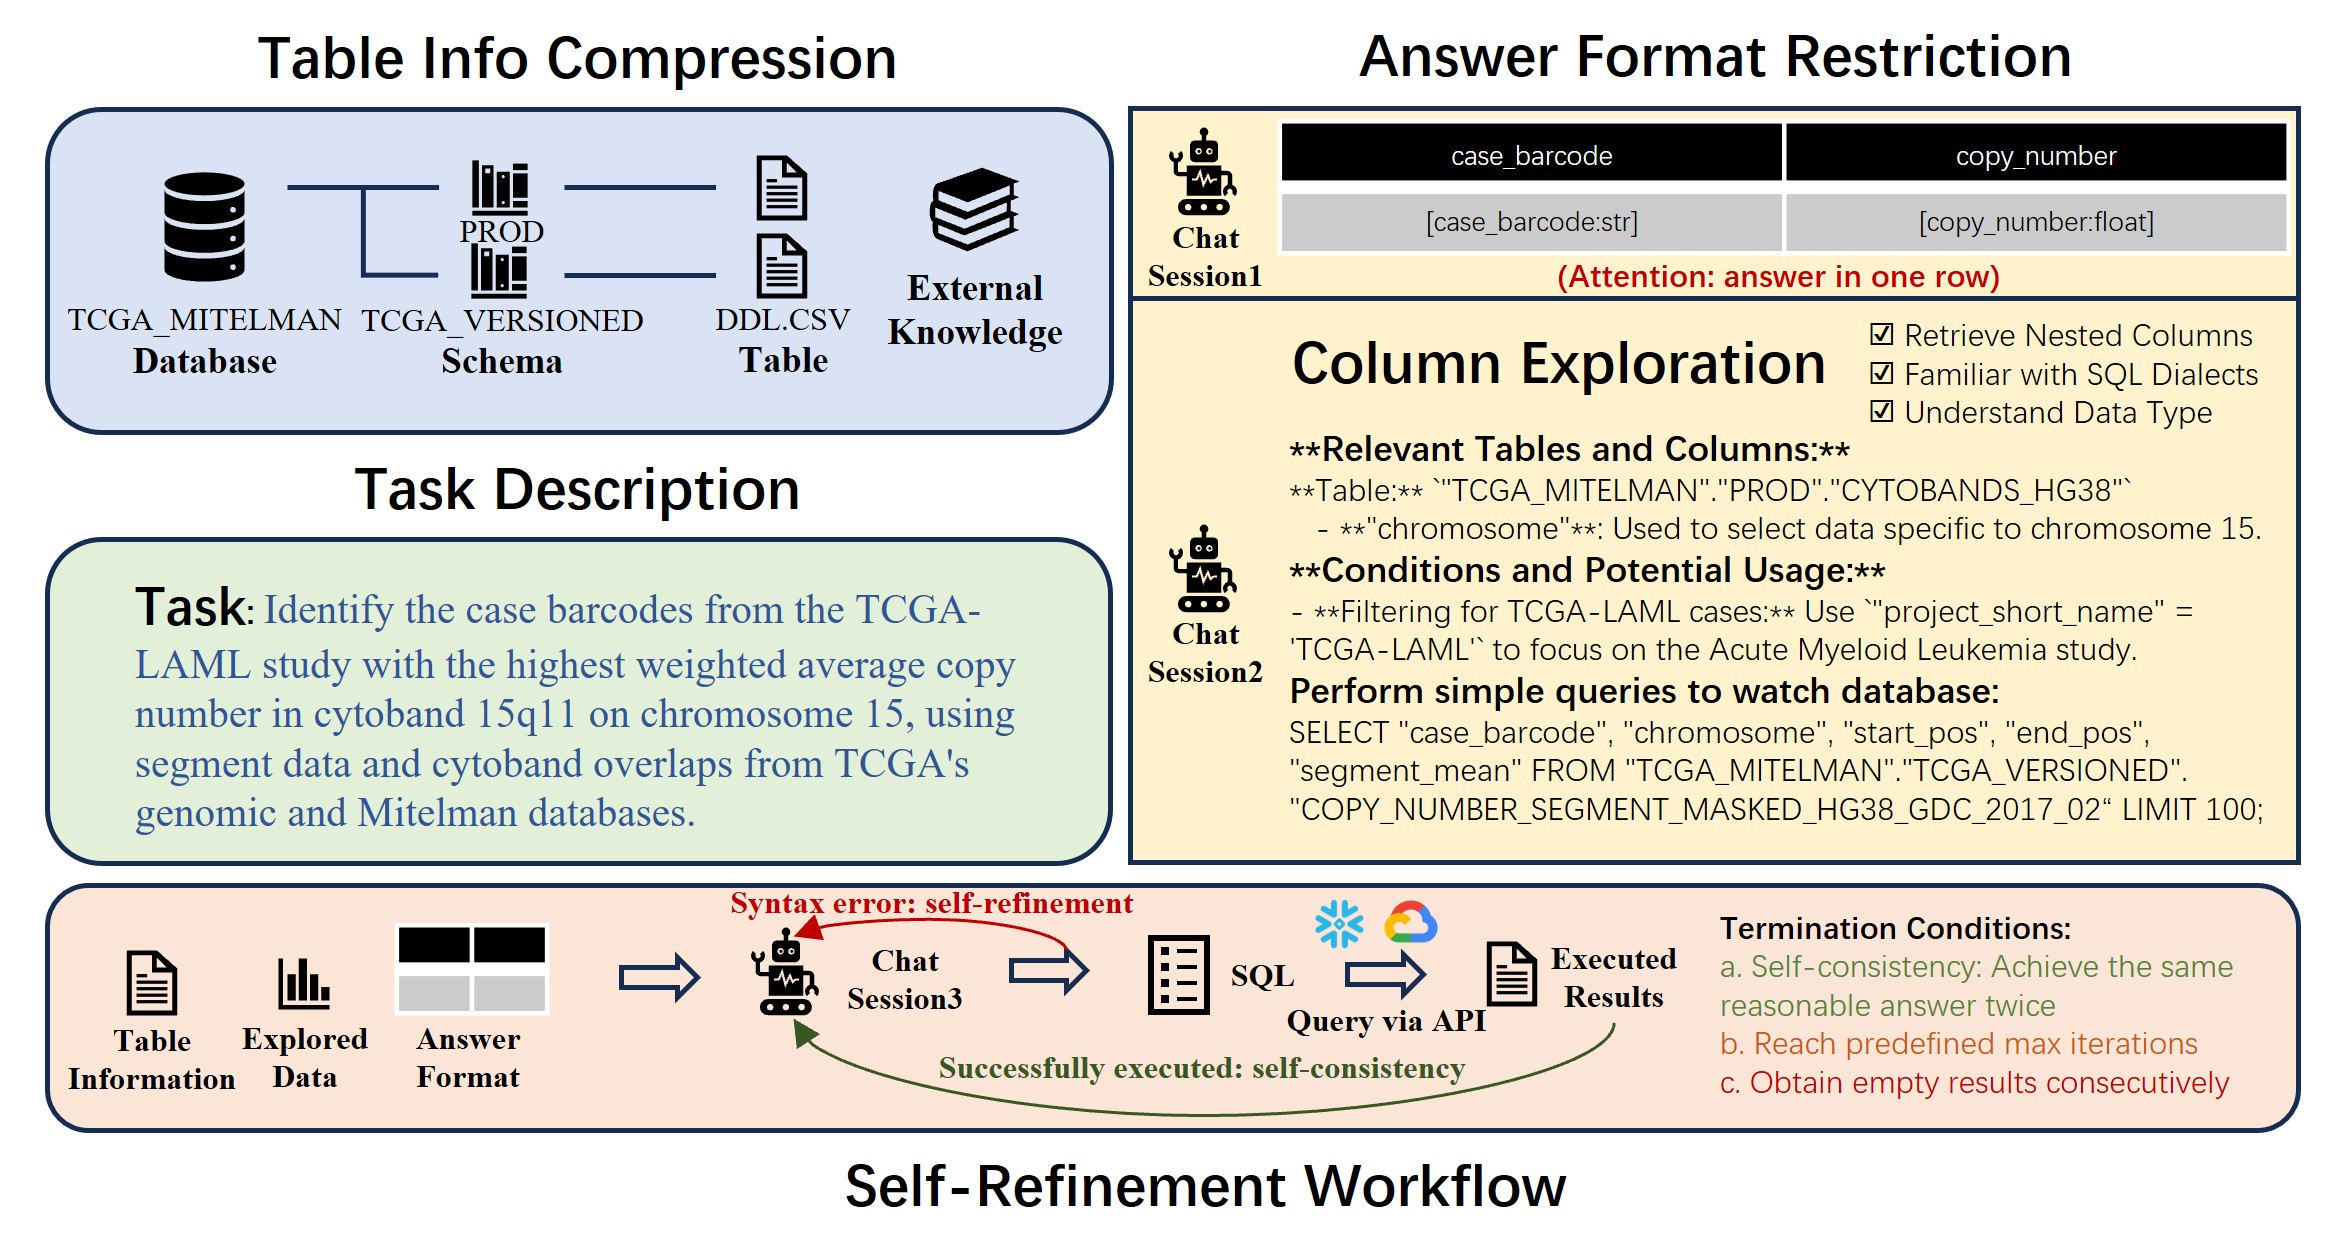 Table Info Compression
TCGA_MITELMAN
Database
PROD
TCGA_VERSIONED
Schema
DDL.CSV
Table
External
Knowledge
Task Description
Task: Identify the case barcodes from the TCGA-
LAML study with the highest weighted average copy
number in cytoband 15q11 on chromosome 15, using
segment data and cytoband overlaps from TCGA's
genomic and Mitelman databases.
Answer Format Restriction
Chat
Session1
case_barcode
copy_number
[case_barcode:str]
[copy_number:float]
(Attention: answer in one row)
Column Exploration
☑ Retrieve Nested Columns
☑ Familiar with SQL Dialects
☑ Understand Data Type
Chat
Session2
**Relevant Tables and Columns:**
**Table:** `"TCGA_MITELMAN"."PROD"."CYTOBANDS_HG38"`
- **"chromosome"**: Used to select data specific to chromosome 15.
**Conditions and Potential Usage:**
- **Filtering for TCGA-LAML cases:** Use `"project_short_name" =
'TCGA-LAML'` to focus on the Acute Myeloid Leukemia study.
Perform simple queries to watch database:
SELECT "case_barcode", "chromosome", "start_pos", "end_pos",
"segment_mean" FROM "TCGA_MITELMAN"."TCGA_VERSIONED".
"COPY_NUMBER_SEGMENT_MASKED_HG38_GDC_2017_02“ LIMIT 100;
Table
Information
Explored
Data
Answer
Format
Syntax error: self-refinement
Chat
Session3
SQL
Query via API
Executed
Results
Successfully executed: self-consistency
Termination Conditions:
a. Self-consistency: Achieve the same
reasonable answer twice
b. Reach predefined max iterations
c. Obtain empty results consecutively
Self-Refinement Workflow